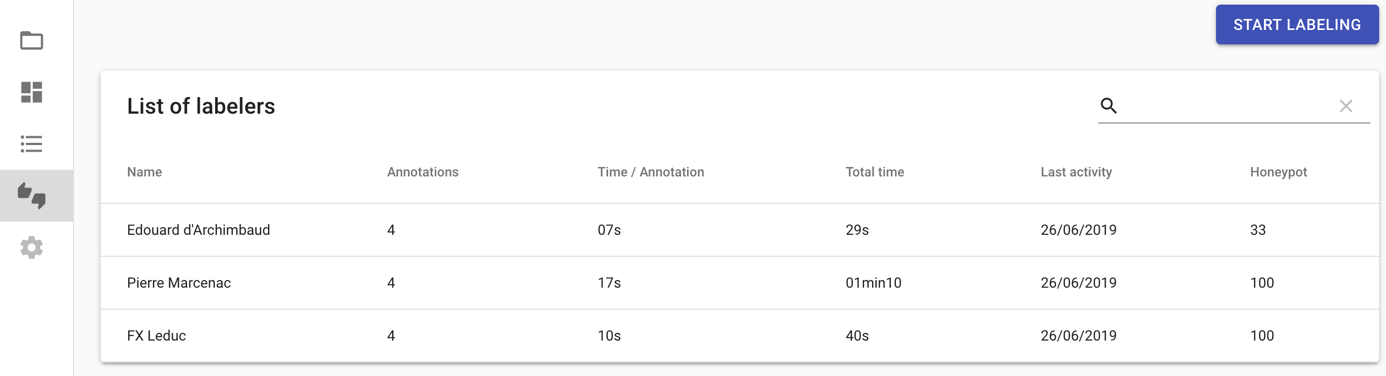 START LABELING
List of labelers
Name Annotations Time / Annotation Total time Last activity Honeypot
Edouard d'Archimbaud 4 07s 29s 26/06/2019 33
Pierre Marcenac 4 17s 01min10 26/06/2019 100
FX Leduc 4 10s 40s 26/06/2019 100